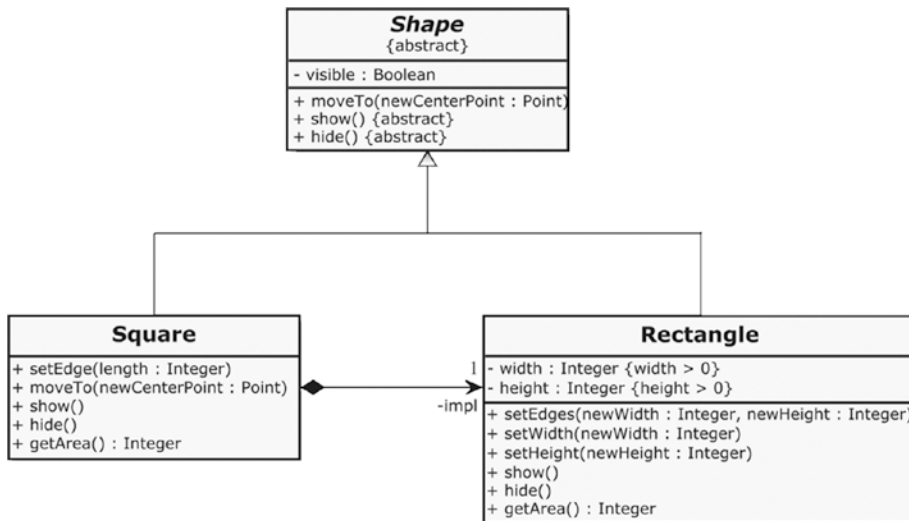 Shape
{abstract}
- visible : Boolean
+ moveTo(newCenterPoint : Point)
+ show() {abstract}
+ hide() {abstract}
Square
+ setEdge(length : Integer)
+ moveTo(newCenterPoint : Point)
+ show()
+ hide()
+ getArea() : Integer
1
-impl
Rectangle
- width : Integer {width > 0}
- height : Integer {height > 0}
+ setEdges(newWidth : Integer, newHeight : Integer)
+ setWidth(newWidth : Integer)
+ setHeight(newHeight : Integer)
+ show()
+ hide()
+ getArea() : Integer